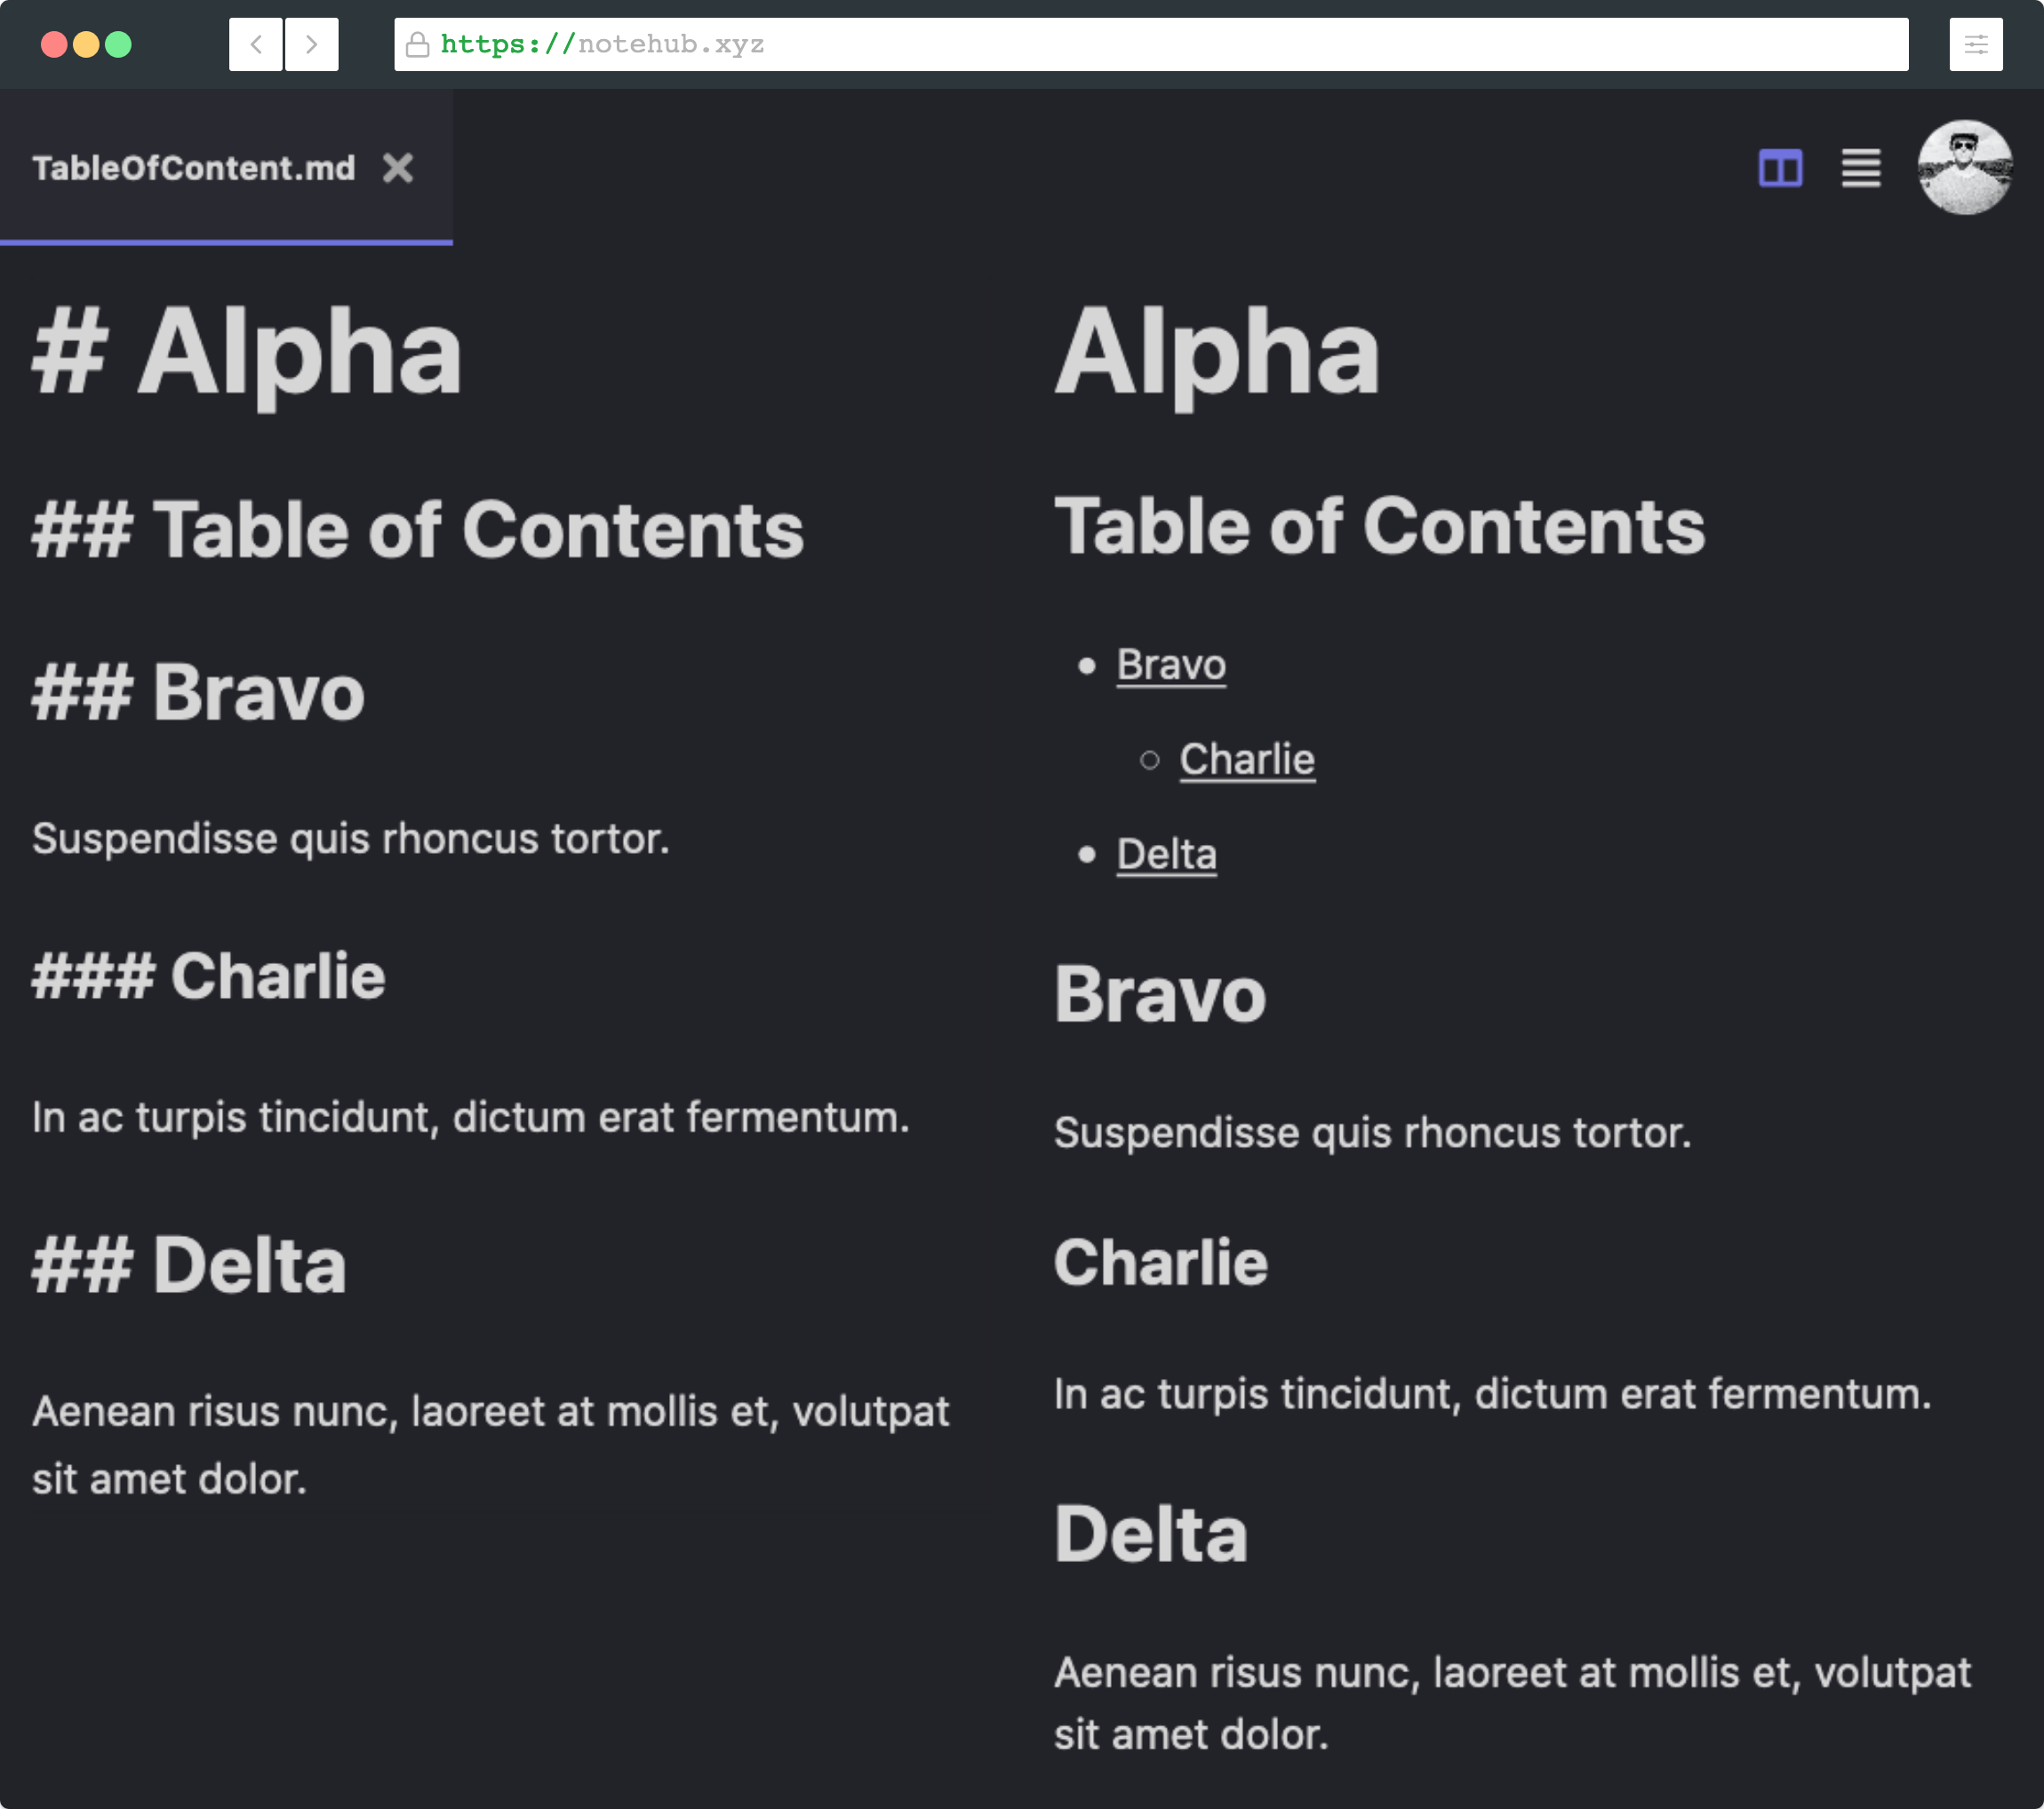 https://notehub.xyz
TableOfContent.md
# Alpha
## Table of Contents
## Bravo
Suspendisse quis rhoncus tortor.
### Charlie
In ac turpis tincidunt, dictum erat fermentum.
## Delta
Aenean risus nunc, laoreet at mollis et, volutpat
sit amet dolor.
Alpha
Table of Contents
Bravo
Charlie
Delta
Bravo
Suspendisse quis rhoncus tortor.
Charlie
In ac turpis tincidunt, dictum erat fermentum.
Delta
Aenean risus nunc, laoreet at mollis et, volutpat
sit amet dolor.